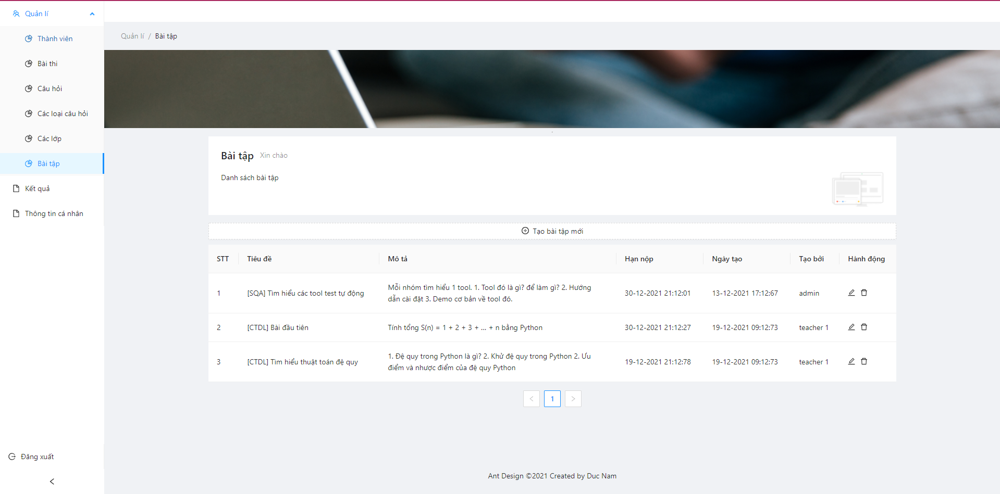 Quản lí
Thành viên
Bài thi
Câu hỏi
Các loại câu hỏi
Các lớp
Bài tập
Kết quả
Thông tin cá nhân
Đăng xuất
Quản lí / Bài tập
Bài tập Xin chào
Danh sách bài tập
Tạo bài tập mới
STT Tiêu đề Mô tả Hạn nộp Ngày tạo Tạo bởi Hành động
1 [SQA] Tìm hiểu các tool test tự động Mỗi nhóm tìm hiểu 1 tool. 1. Tool đó là gì? để làm gì? 2. Hướng
dẫn cài đặt 3. Demo cơ bản về tool đó. 30-12-2021 21:12:01 13-12-2021 17:12:67 admin
2 [CTDL] Bài đầu tiên Tính tổng S(n) = 1 + 2 + 3 + ... + n bằng Python 30-12-2021 21:12:27 19-12-2021 09:12:73 teacher 1
3 [CTDL] Tìm hiểu thuật toán đệ quy 1. Đệ quy trong Python là gì? 2. Khử đệ quy trong Python 2. Ưu
điểm và nhược điểm của đệ quy Python 19-12-2021 21:12:78 19-12-2021 09:12:73 teacher 1
1
Ant Design ©2021 Created by Duc Nam